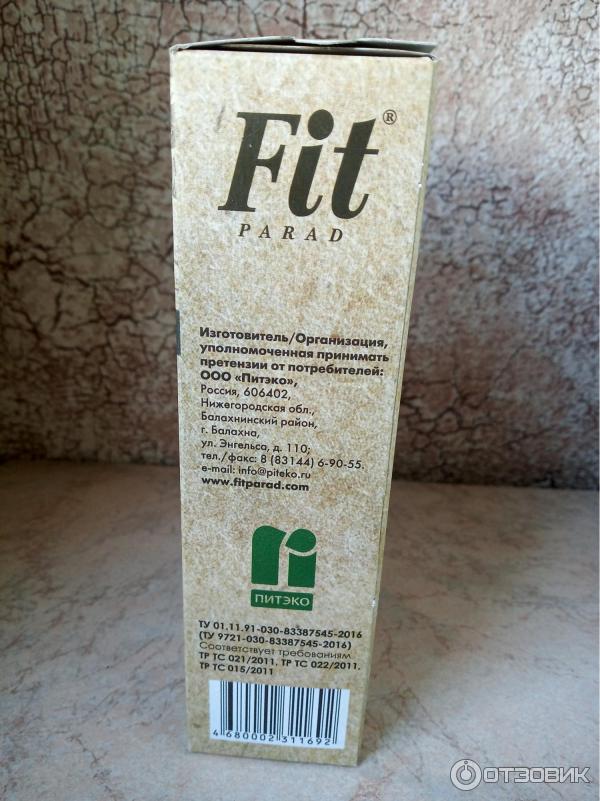 Fit®
PARAD
Изготовитель/Организация,
уполномоченная принимать
претензии от потребителей:
ООО «Питэко»,
Россия, 606402,
Нижегородская обл.,
Балахнинский район,
г. Балахна,
ул. Энгельса, д. 110;
тел./факс: 8 (83144) 6-90-55.
e-mail: info@piteko.ru
www.fitparad.com
ПИТЭКО
ТУ 01.11.91-030-83387545-2016
(ТУ 9721-030-83387545-2016)
Соответствует требованиям
ТР ТС 021/2011, ТР ТС 022/2011,
ТР ТС 015/2011
4 680002 311692
ОТЗОВИК